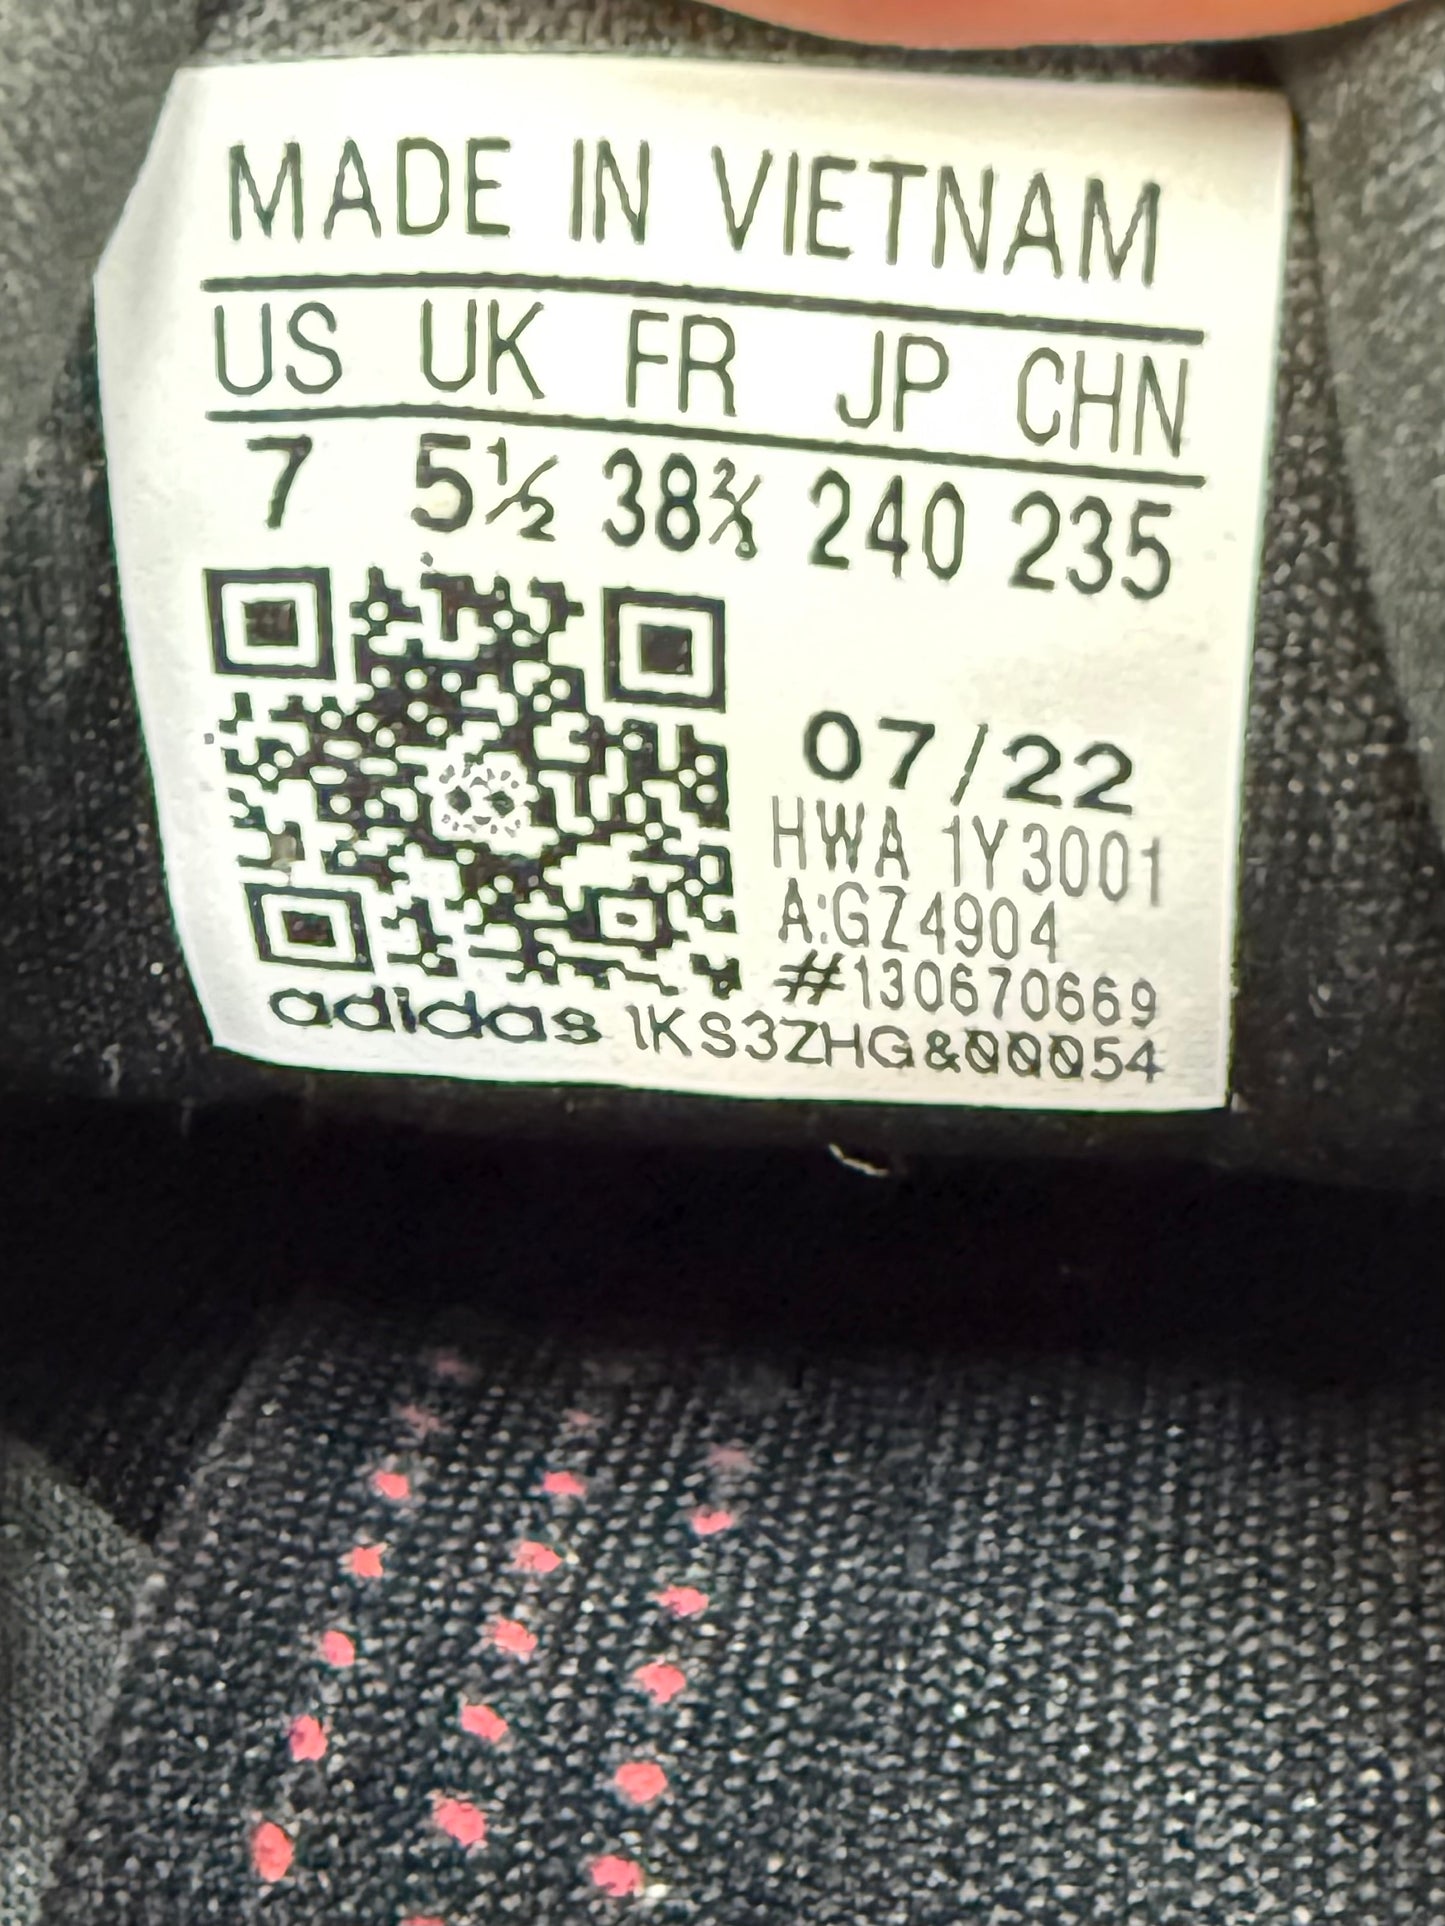 MADE IN VIETNAM
US UK FR JP CHN
7 5½ 38⅔ 240 235
07/22
HWA 1Y3001
A:GZ4904
#130670669
adidas 1KS3ZHG&00054